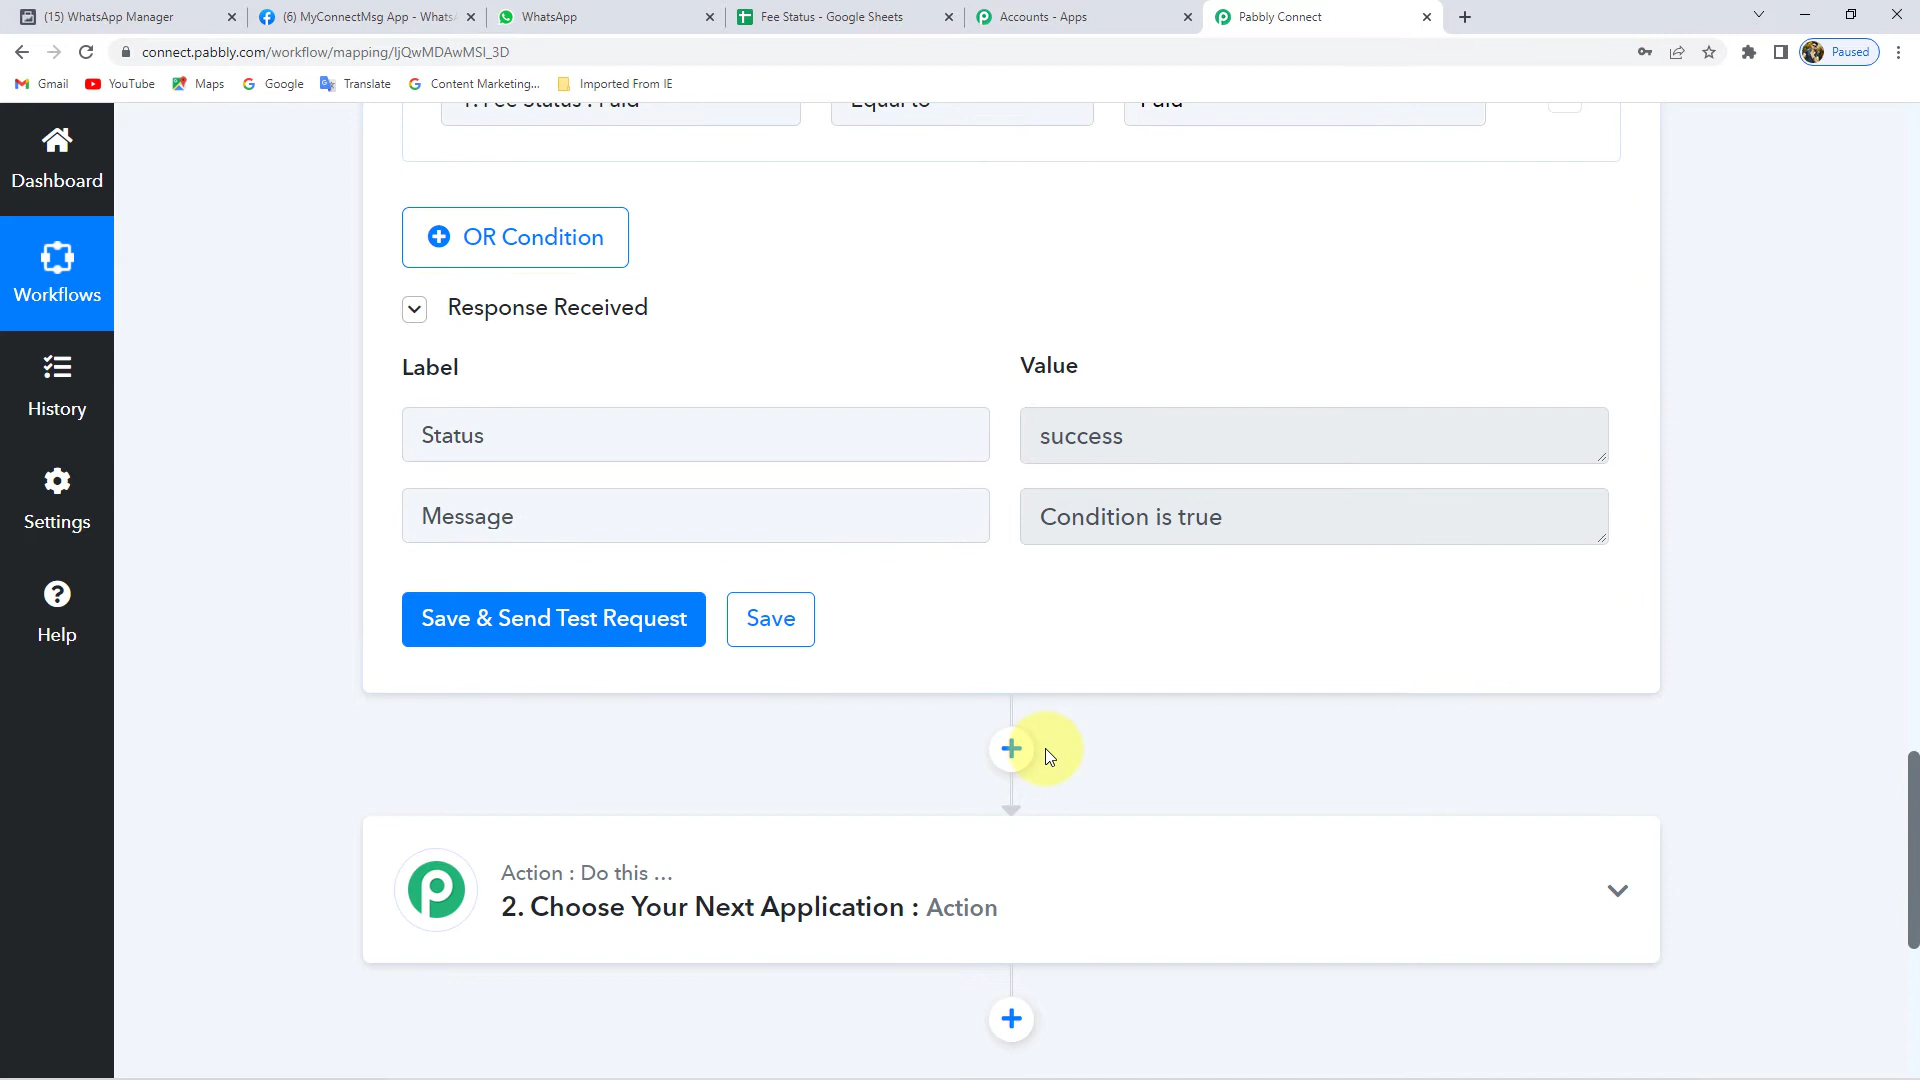 (15) WhatsApp Manager
(6) MyConnectMsg App - Whats
WhatsApp
Fee Status - Google Sheets
Accounts - Apps
Pabbly Connect
connect.pabbly.com/workflow/mapping/IjQwMDAwMSI_3D
Paused
Gmail
YouTube
Maps
Google
Translate
Content Marketing...
Imported From IE
1. Fee Status : Paid
Equal to
Paid
Dashboard
Workflows
History
Settings
Help
OR Condition
Response Received
Label
Value
Status
success
Message
Condition is true
Save & Send Test Request
Save
Action : Do this ...
2. Choose Your Next Application : Action